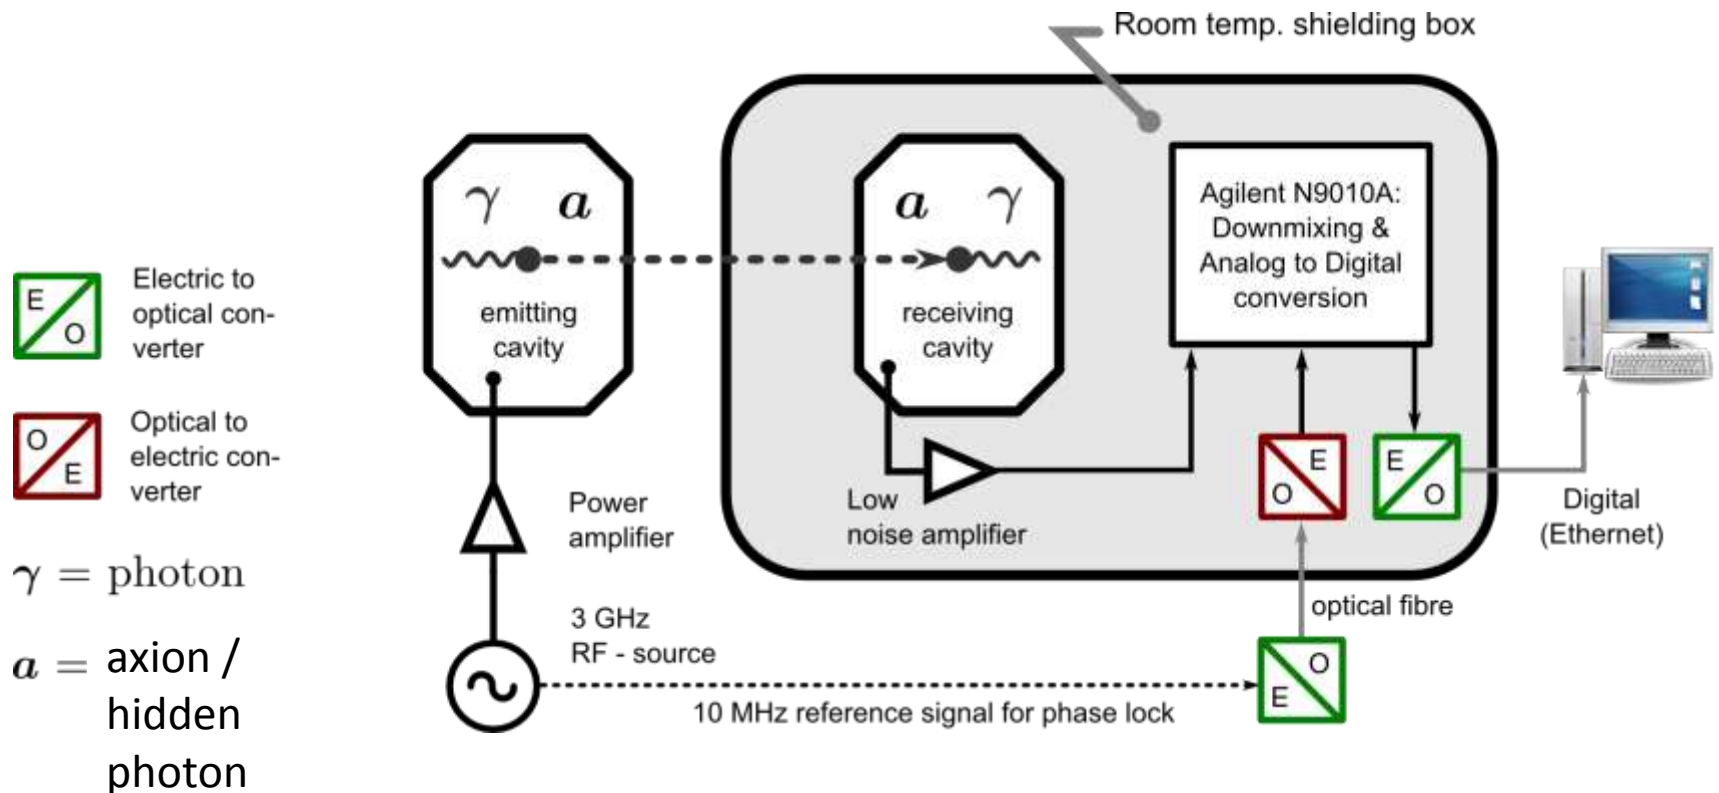 Room temp. shielding box
γ a
emitting
cavity
a γ
receiving
cavity
Agilent N9010A:
Downmixing &
Analog to Digital
conversion
E
O
Electric to
optical con-
verter
O
E
Optical to
electric con-
verter
γ = photon
a = axion /
hidden
photon
Power
amplifier
Low
noise amplifier
E
O
E
O
Digital
(Ethernet)
optical fibre
3 GHz
RF - source
O
E
10 MHz reference signal for phase lock